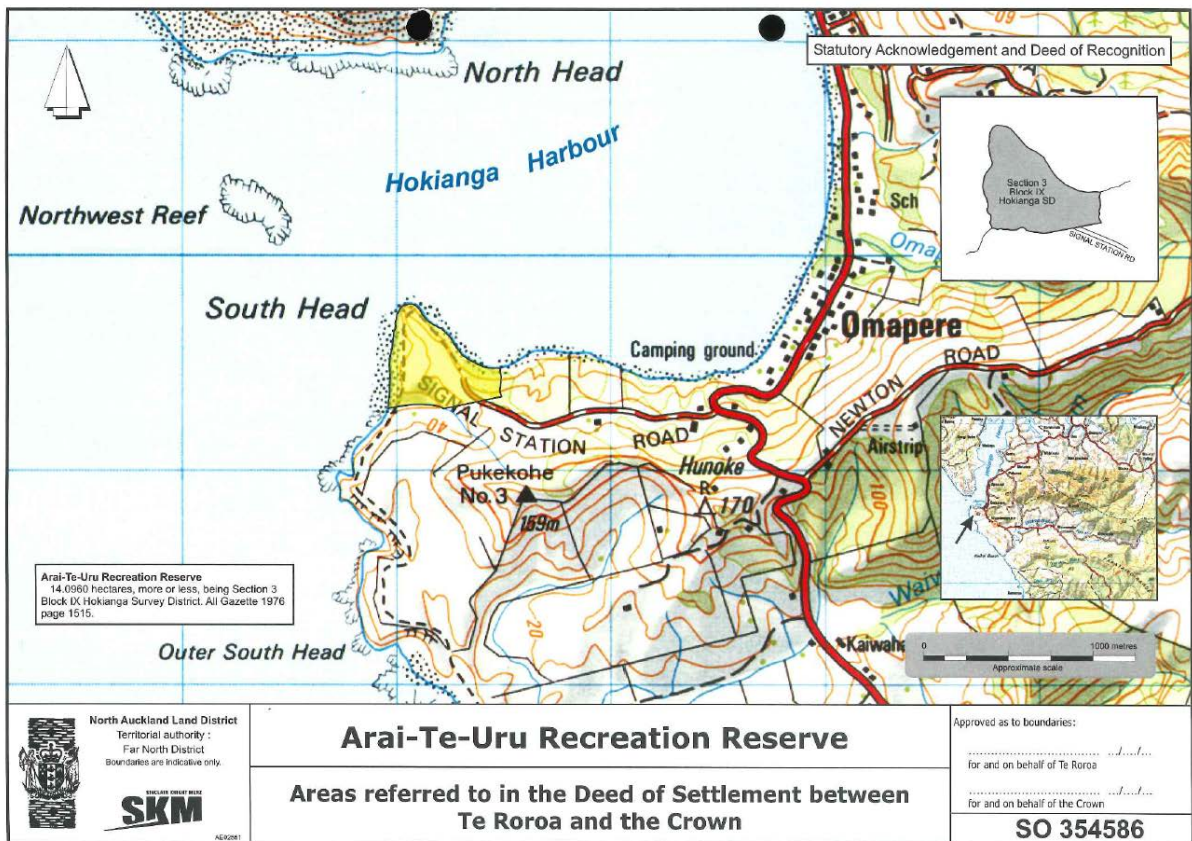 Statutory Acknowledgement and Deed of Recognition
North Head
Hokianga Harbour
Northwest Reef
Sch
Section 3
Block IX
Hokianga SD
SIGNAL STATION RD
South Head
Omapere
Camping ground
SIGNAL STATION ROAD
NEWTON ROAD
Airstrip
40
Pukekohe
No.3
159m
Hunoke
R
170
100
20
Arai-Te-Uru Recreation Reserve
14.0960 hectares, more or less, being Section 3
Block IX Hokianga Survey District. All Gazette 1976
page 1515.
Outer South Head
0 1000 metres
Approximate scale
North Auckland Land District
Territorial authority :
Far North District
Boundaries are indicative only.
SINCLAIR KNIGHT MERZ
SKM
Arai-Te-Uru Recreation Reserve
Areas referred to in the Deed of Settlement between
Te Roroa and the Crown
Approved as to boundaries:
for and on behalf of Te Roroa
for and on behalf of the Crown
SO 354586